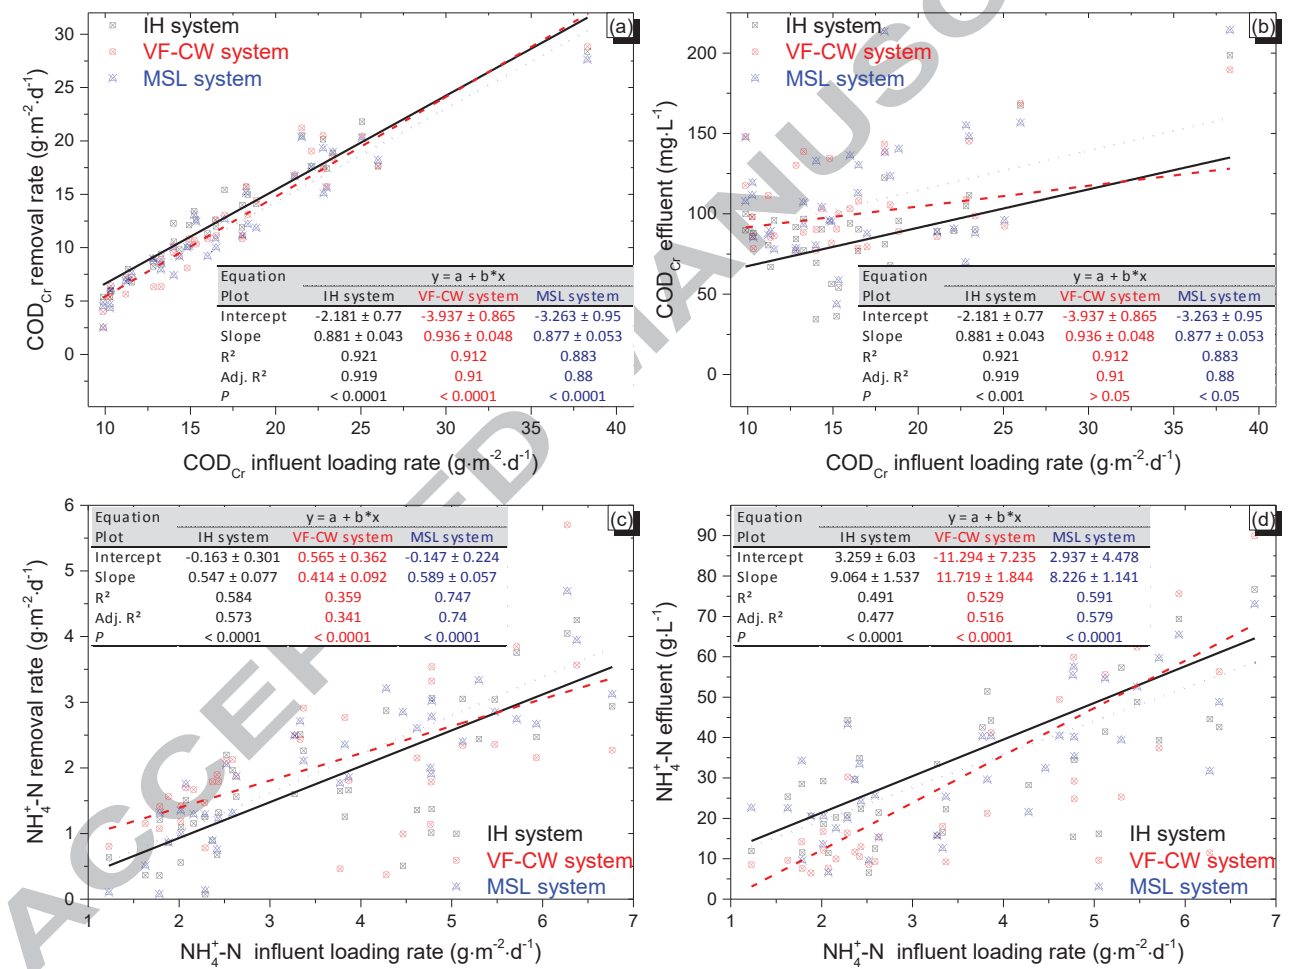 (a)
IH system
VF-CW system
MSL system
COD_Cr removal rate (g·m⁻²·d⁻¹)
30
25
20
15
10
5
0
Equation y = a + b*x
Plot IH system VF-CW system MSL system
Intercept -2.181 ± 0.77 -3.937 ± 0.865 -3.263 ± 0.95
Slope 0.881 ± 0.043 0.936 ± 0.048 0.877 ± 0.053
R² 0.921 0.912 0.883
Adj. R² 0.919 0.91 0.88
P < 0.0001 < 0.0001 < 0.0001
10 15 20 25 30 35 40
COD_Cr influent loading rate (g·m⁻²·d⁻¹)
(b)
IH system
VF-CW system
MSL system
COD_Cr effluent (mg·L⁻¹)
200
150
100
50
0
Equation y = a + b*x
Plot IH system VF-CW system MSL system
Intercept -2.181 ± 0.77 -3.937 ± 0.865 -3.263 ± 0.95
Slope 0.881 ± 0.043 0.936 ± 0.048 0.877 ± 0.053
R² 0.921 0.912 0.883
Adj. R² 0.919 0.91 0.88
P < 0.001 > 0.05 < 0.05
10 15 20 25 30 35 40
COD_Cr influent loading rate (g·m⁻²·d⁻¹)
(c)
Equation y = a + b*x
Plot IH system VF-CW system MSL system
Intercept -0.163 ± 0.301 0.565 ± 0.362 -0.147 ± 0.224
Slope 0.547 ± 0.077 0.414 ± 0.092 0.589 ± 0.057
R² 0.584 0.359 0.747
Adj. R² 0.573 0.341 0.74
P < 0.0001 < 0.0001 < 0.0001
NH₄⁺-N removal rate (g·m⁻²·d⁻¹)
6
5
4
3
2
1
0
IH system
VF-CW system
MSL system
1 2 3 4 5 6 7
NH₄⁺-N influent loading rate (g·m⁻²·d⁻¹)
(d)
Equation y = a + b*x
Plot IH system VF-CW system MSL system
Intercept 3.259 ± 6.03 -11.294 ± 7.235 2.937 ± 4.478
Slope 9.064 ± 1.537 11.719 ± 1.844 8.226 ± 1.141
R² 0.491 0.529 0.591
Adj. R² 0.477 0.516 0.579
P < 0.0001 < 0.0001 < 0.0001
NH₄⁺-N effluent (g·L⁻¹)
90
80
70
60
50
40
30
20
10
0
IH system
VF-CW system
MSL system
1 2 3 4 5 6 7
NH₄⁺-N influent loading rate (g·m⁻²·d⁻¹)
ACCEPTED MANUSC